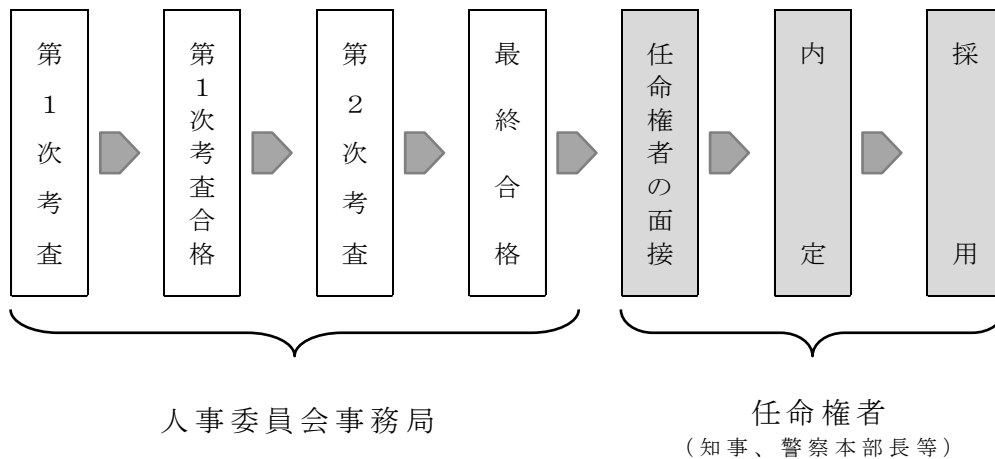 第１次考査
第１次考査合格
第２次考査
最終合格
任命権者の面接
内定
採用
人事委員会事務局
任命権者
（知事、警察本部長等）